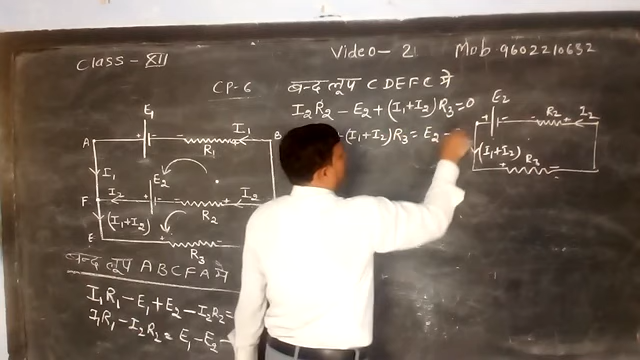 Class - XII
Video - 2
Mob 9602210632
CP-6
बन्द लूप CDEFC में
I₂R₂ - E₂ + (I₁+I₂)R₃ = 0
(I₁+I₂)R₃ = E₂ -
E₁
A
R₁
I₁
B
I₁
E₂
F
I₂
R₂
I₂
(I₁+I₂)
E
R₃
E₂
R₂
I₂
(I₁+I₂)
R₃
बन्द लूप ABCFA में
I₁R₁ - E₁ + E₂ - I₂R₂ =
I₁R₁ - I₂R₂ = E₁ - E₂ -